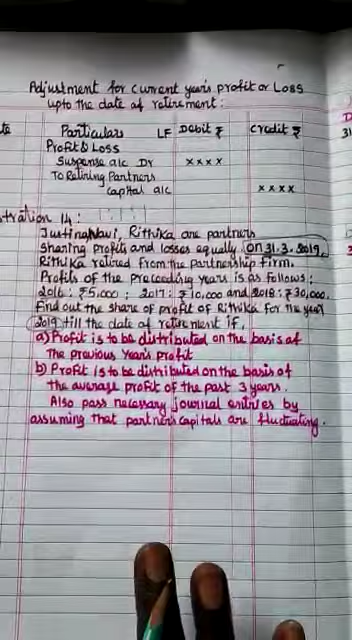 Adjustment for current year's profit or Loss
upto the date of retirement:
Particulars LF Debit ₹ Credit ₹
Profit & Loss
Suspense a/c Dr xxxx
To Retiring Partners
capital a/c xxxx
stration 14:
Justina, Navi, Rithika are partners
sharing profits and losses equally on 31.3.2019,
Rithika retired from the partnership firm.
Profits of the preceeding years is as follows:
2016: ₹5,000; 2017: ₹10,000 and 2018: ₹30,000.
Find out the share of profit of Rithika for the year
2019 till the date of retirement if,
a) Profit is to be distributed on the basis of
the previous Year's profit
b) Profit is to be distributed on the basis of
the average profit of the past 3 years.
Also pass necessary journal entries by
assuming that partners capitals are fluctuating.